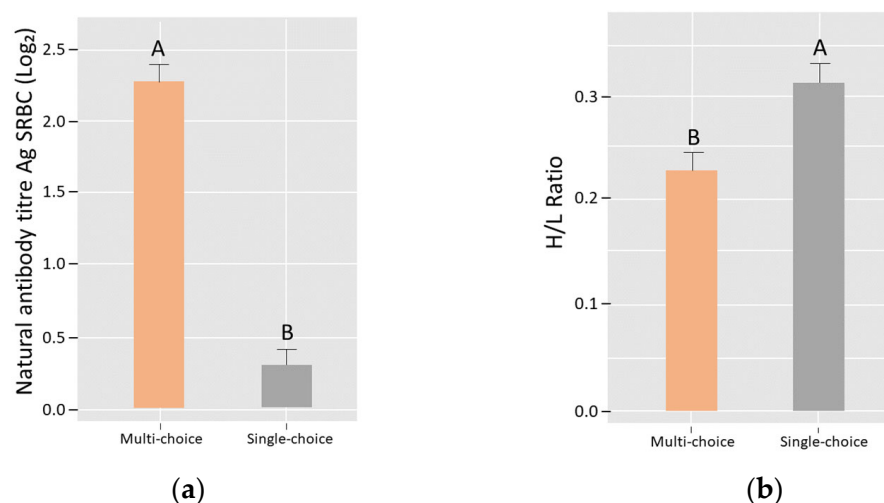 Natural antibody titre Ag SRBC (Log₂)
2.5
2.0
1.5
1.0
0.5
0.0
A
B
Multi-choice
Single-choice
(a)
H/L Ratio
0.3
0.2
0.1
0.0
B
A
Multi-choice
Single-choice
(b)